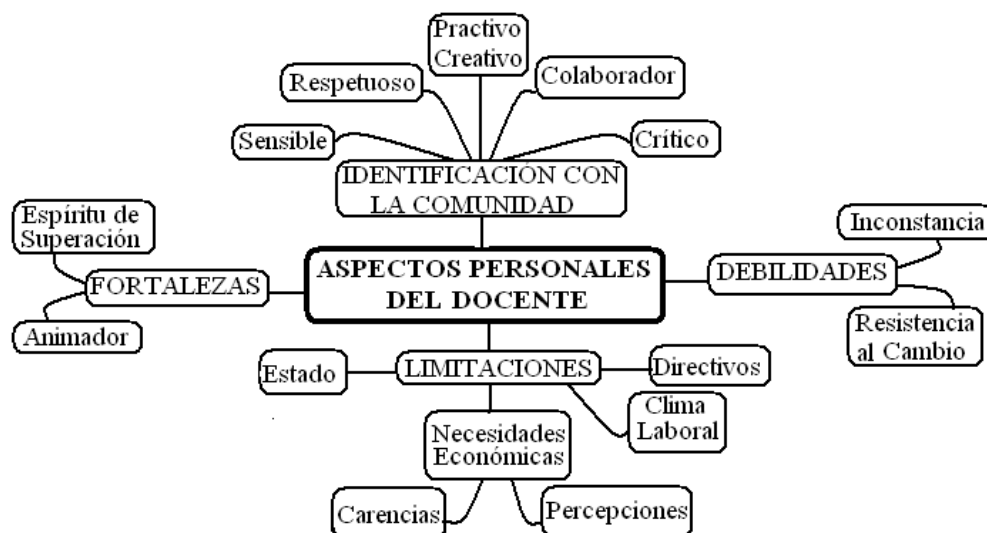 Practivo
Creativo
Respetuoso
Colaborador
Sensible
Crítico
IDENTIFICACIÓN CON
LA COMUNIDAD
Espíritu de
Superación
FORTALEZAS
Animador
ASPECTOS PERSONALES
DEL DOCENTE
Inconstancia
DEBILIDADES
Resistencia
al Cambio
LIMITACIONES
Estado
Directivos
Clima
Laboral
Necesidades
Económicas
Carencias
Percepciones